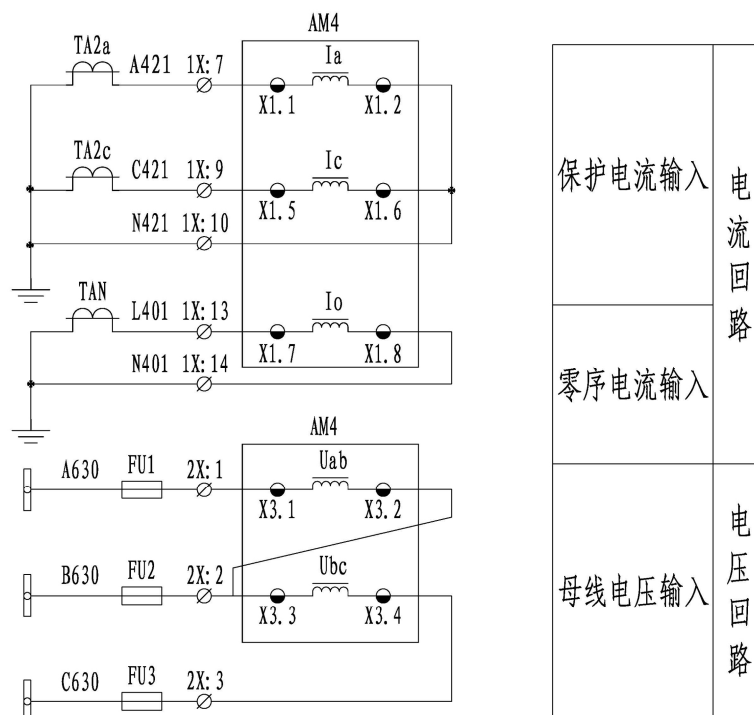 AM4
TA2a A421 1X:7 Ia
X1.1 X1.2
TA2c C421 1X:9 Ic
N421 1X:10 X1.5 X1.6
TAN L401 1X:13 Io
N401 1X:14 X1.7 X1.8
AM4
A630 FU1 2X:1 Uab
X3.1 X3.2
B630 FU2 2X:2 Ubc
X3.3 X3.4
C630 FU3 2X:3
保护电流输入
零序电流输入
电流回路
母线电压输入
电压回路